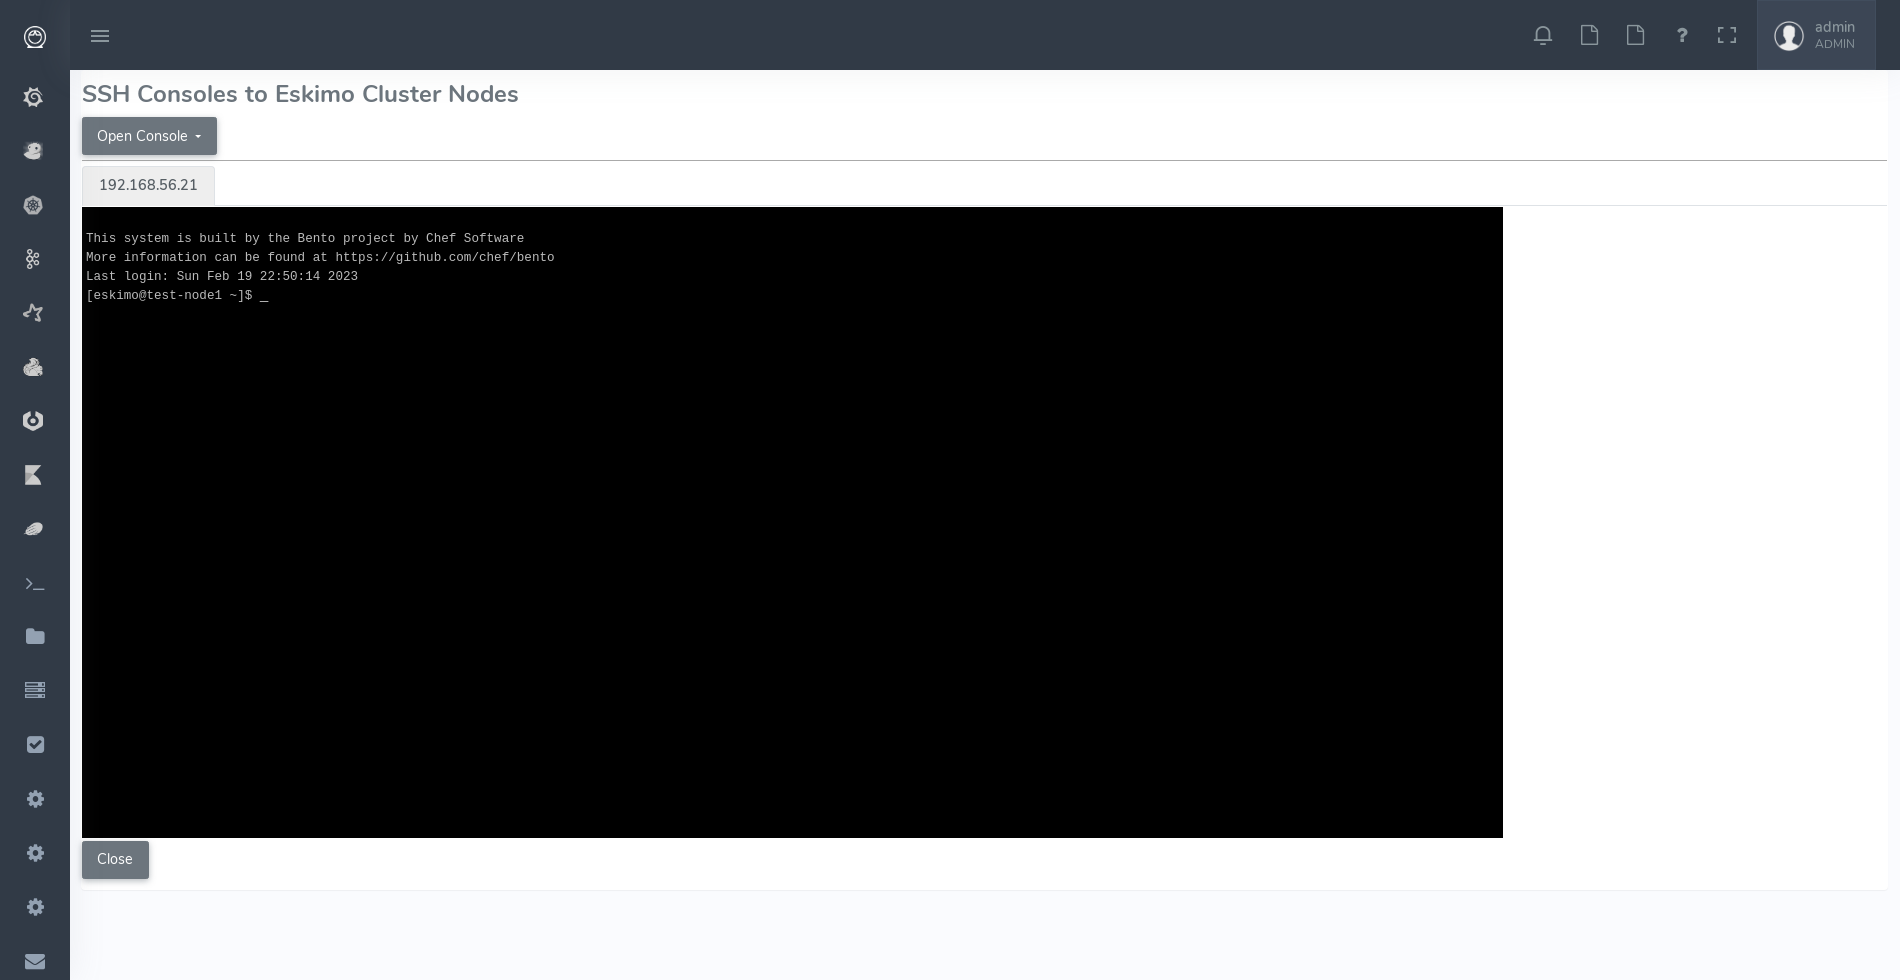 admin
ADMIN
SSH Consoles to Eskimo Cluster Nodes
Open Console
192.168.56.21
This system is built by the Bento project by Chef Software
More information can be found at https://github.com/chef/bento
Last login: Sun Feb 19 22:50:14 2023
[eskimo@test-node1 ~]$ _
Close